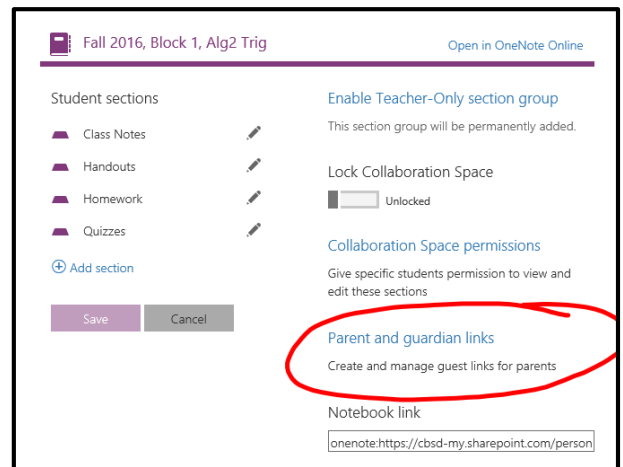 Fall 2016, Block 1, Alg2 Trig
Open in OneNote Online
Student sections
Class Notes
Handouts
Homework
Quizzes
Add section
Save
Cancel
Enable Teacher-Only section group
This section group will be permanently added.
Lock Collaboration Space
Unlocked
Collaboration Space permissions
Give specific students permission to view and
edit these sections
Parent and guardian links
Create and manage guest links for parents
Notebook link
onenote:https://cbsd-my.sharepoint.com/person